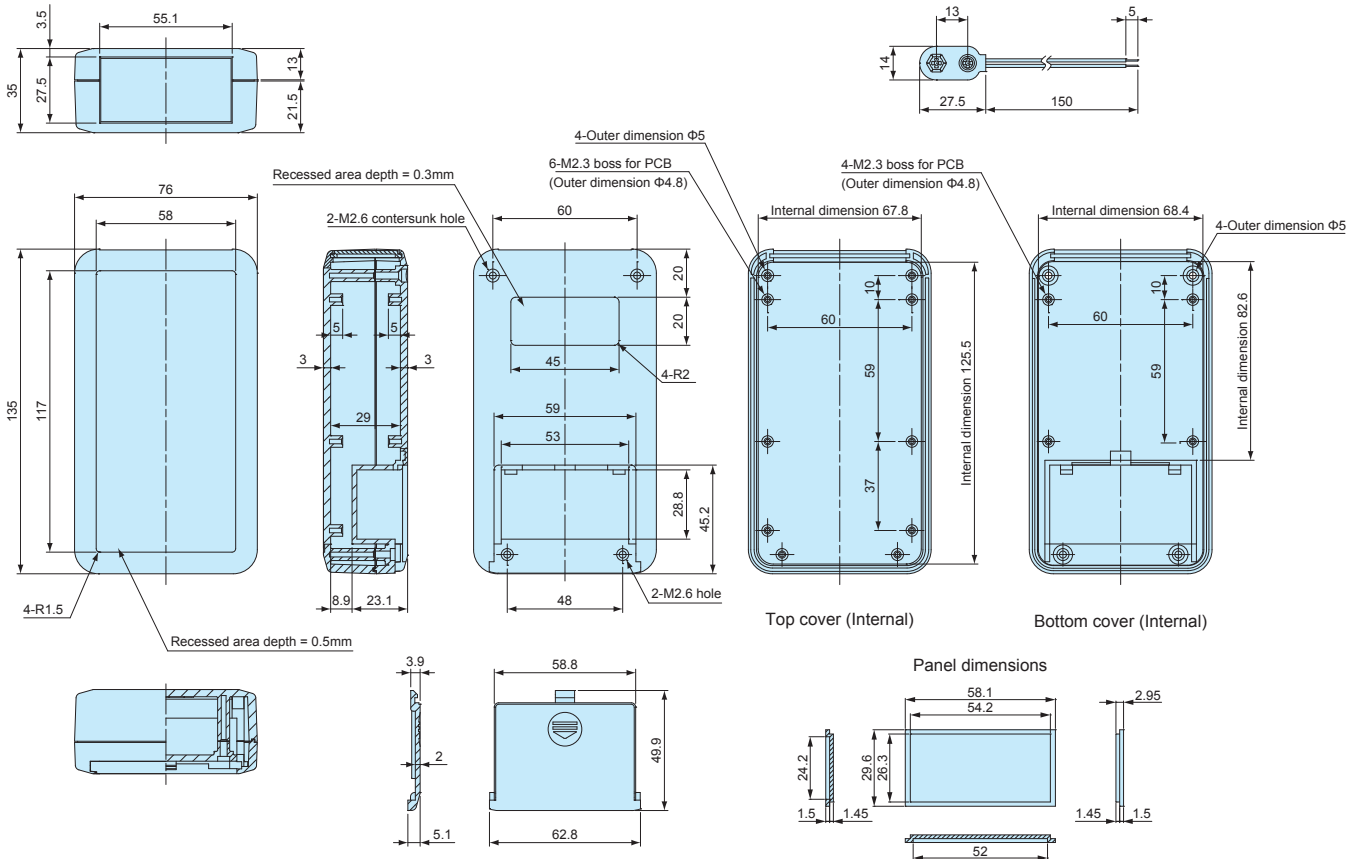 55.1
3.5
35
27.5
13
21.5
13
5
14
27.5
150
4-Outer dimension Φ5
6-M2.3 boss for PCB
(Outer dimension Φ4.8)
4-M2.3 boss for PCB
(Outer dimension Φ4.8)
Recessed area depth = 0.3mm
2-M2.6 contersunk hole
76
58
60
Internal dimension 67.8
Internal dimension 68.4
4-Outer dimension Φ5
135
117
5
5
3
3
29
8.9
23.1
20
20
45
4-R2
59
53
28.8
45.2
48
2-M2.6 hole
10
60
59
37
Internal dimension 125.5
10
60
59
Internal dimension 82.6
4-R1.5
Recessed area depth = 0.5mm
Top cover (Internal)
Bottom cover (Internal)
3.9
2
5.1
58.8
49.9
62.8
Panel dimensions
58.1
54.2
2.95
24.2
29.6
26.3
1.5
1.45
1.45
1.5
52